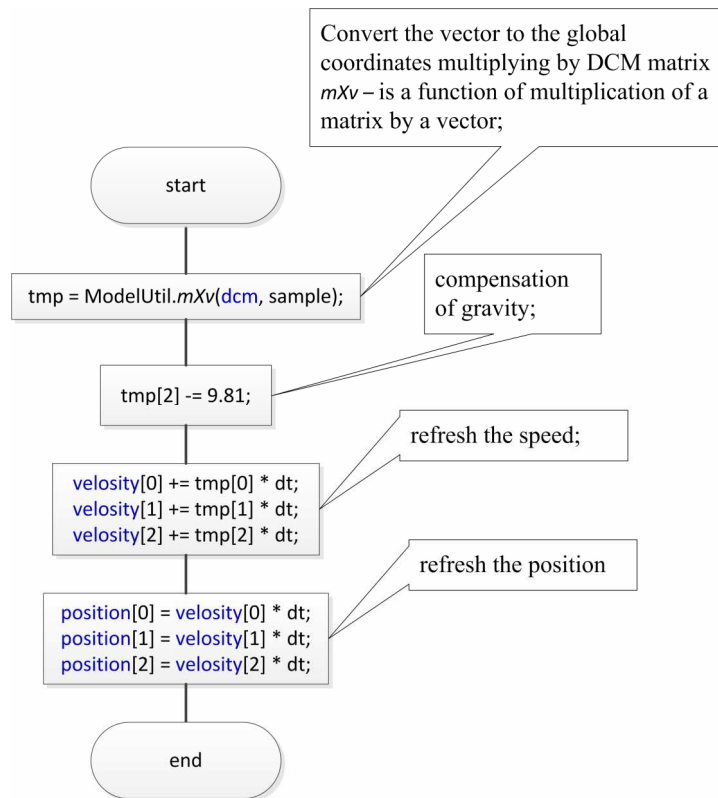 Convert the vector to the global
coordinates multiplying by DCM matrix
mXv – is a function of multiplication of a
matrix by a vector;
start
tmp = ModelUtil.mXv(dcm, sample);
compensation
of gravity;
tmp[2] -= 9.81;
refresh the speed;
velosity[0] += tmp[0] * dt;
velosity[1] += tmp[1] * dt;
velosity[2] += tmp[2] * dt;
refresh the position
position[0] = velosity[0] * dt;
position[1] = velosity[1] * dt;
position[2] = velosity[2] * dt;
end